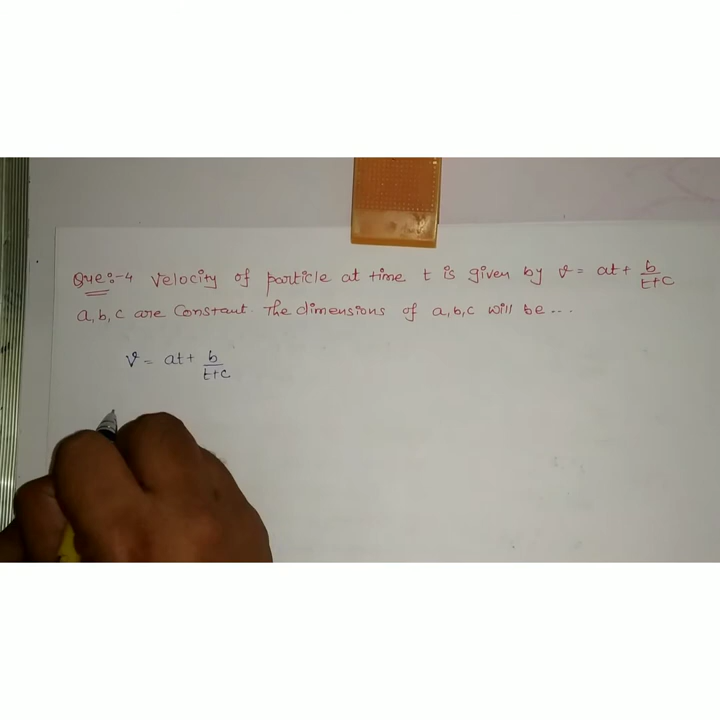 Que:-4 Velocity of particle at time t is given by v = at + b/(t+c)
a, b, c are Constant. The dimensions of a, b, c will be ...
v = at + b/(t+c)